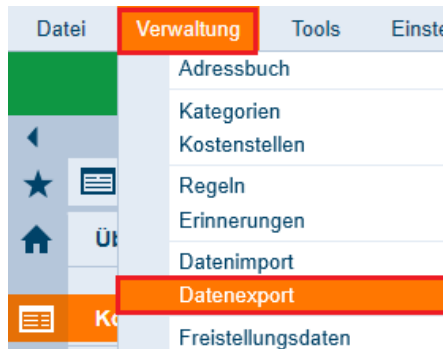 Datei Verwaltung Tools
Adressbuch
Kategorien
Kostenstellen
Regeln
Erinnerungen
Datenimport
Datenexport
Freistellungsdaten